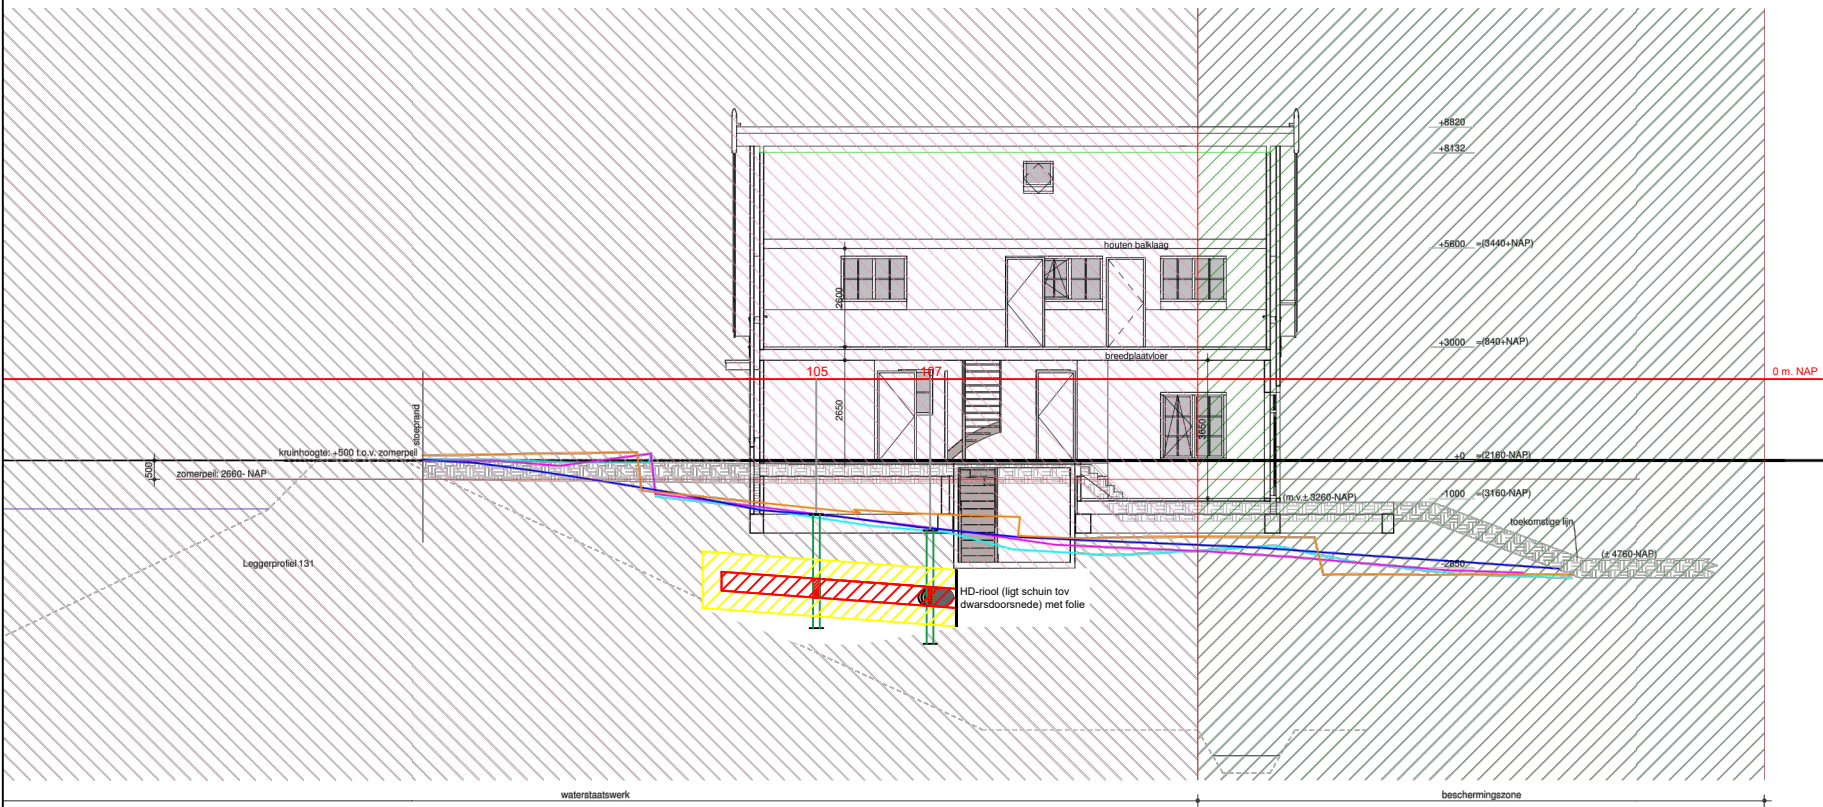 +8820
+8132
houten balklaag
+5600 =(3440+NAP)
2600
+3000 =(840+NAP)
breedplaatvloer
105
107
0 m. NAP
stoeprand
2650
3650
kruinhoogte: +500 t.o.v. zomerpeil
+0 =(2160-NAP)
500
zomerpeil: 2660- NAP
(m.v.± 3260-NAP)
-1000 =(3160-NAP)
toekomstige lijn
(± 4760-NAP)
Leggerprofiel 131
HD-riool (ligt schuin tov
dwarsdoorsnede) met folie
waterstaatswerk
beschermingszone